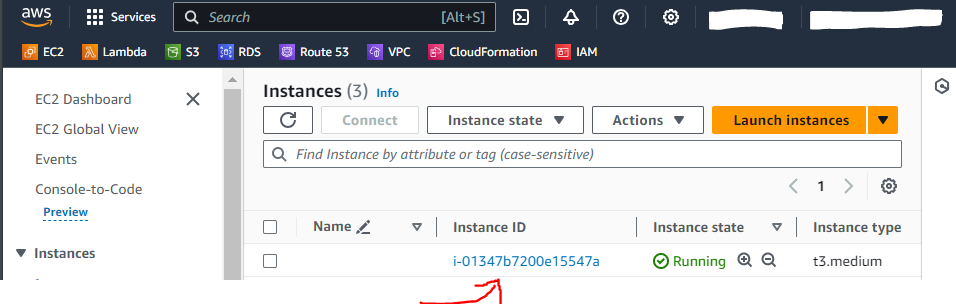 aws Services Search [Alt+S]
EC2 Lambda S3 RDS Route 53 VPC CloudFormation IAM
EC2 Dashboard
EC2 Global View
Events
Console-to-Code
Preview
Instances
Instances (3) Info
Connect Instance state Actions Launch instances
Find Instance by attribute or tag (case-sensitive)
1
Name Instance ID Instance state Instance type
i-01347b7200e15547a Running t3.medium